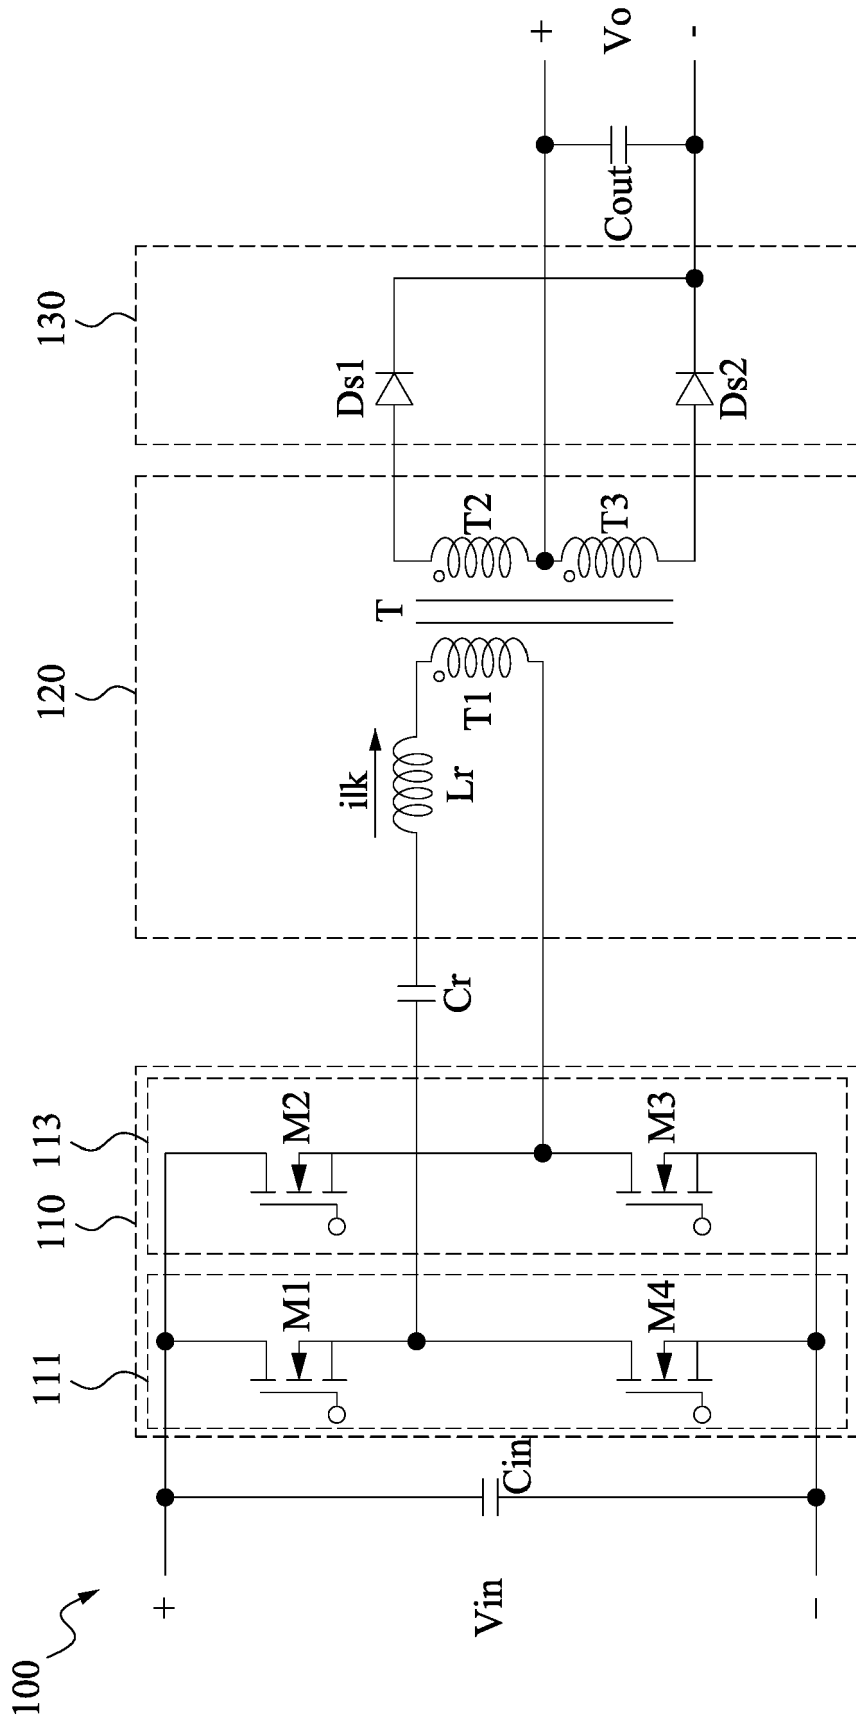 100
110
111
113
120
130
+
Vin
-
Cin
M1
M4
M2
M3
Cr
ilk
Lr
T1
T
T2
T3
Ds1
Ds2
Cout
+
Vo
-